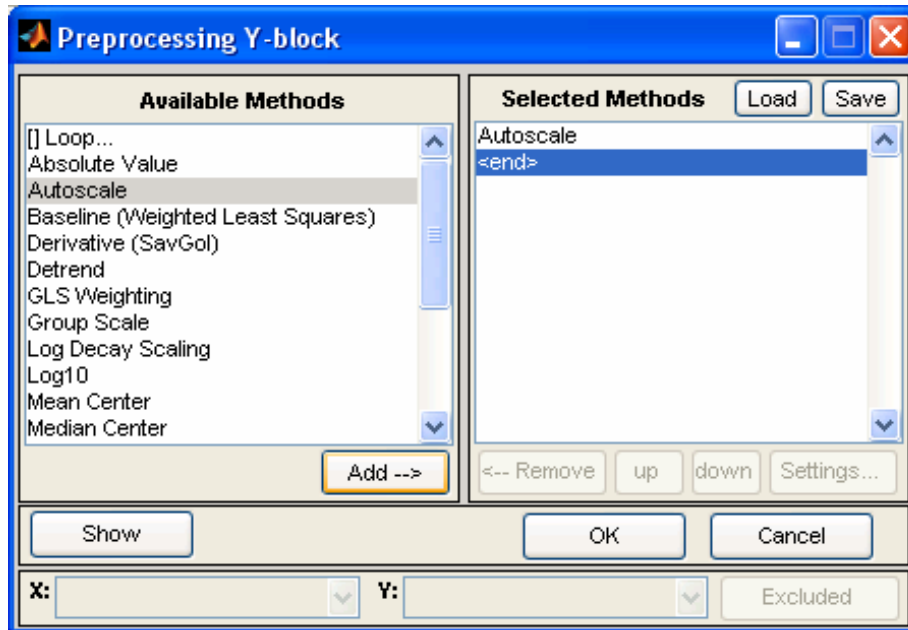 Preprocessing Y-block
Available Methods
[] Loop...
Absolute Value
Autoscale
Baseline (Weighted Least Squares)
Derivative (SavGol)
Detrend
GLS Weighting
Group Scale
Log Decay Scaling
Log10
Mean Center
Median Center
Add -->
Selected Methods Load Save
Autoscale
<end>
<-- Remove up down Settings...
Show OK Cancel
X: Y: Excluded